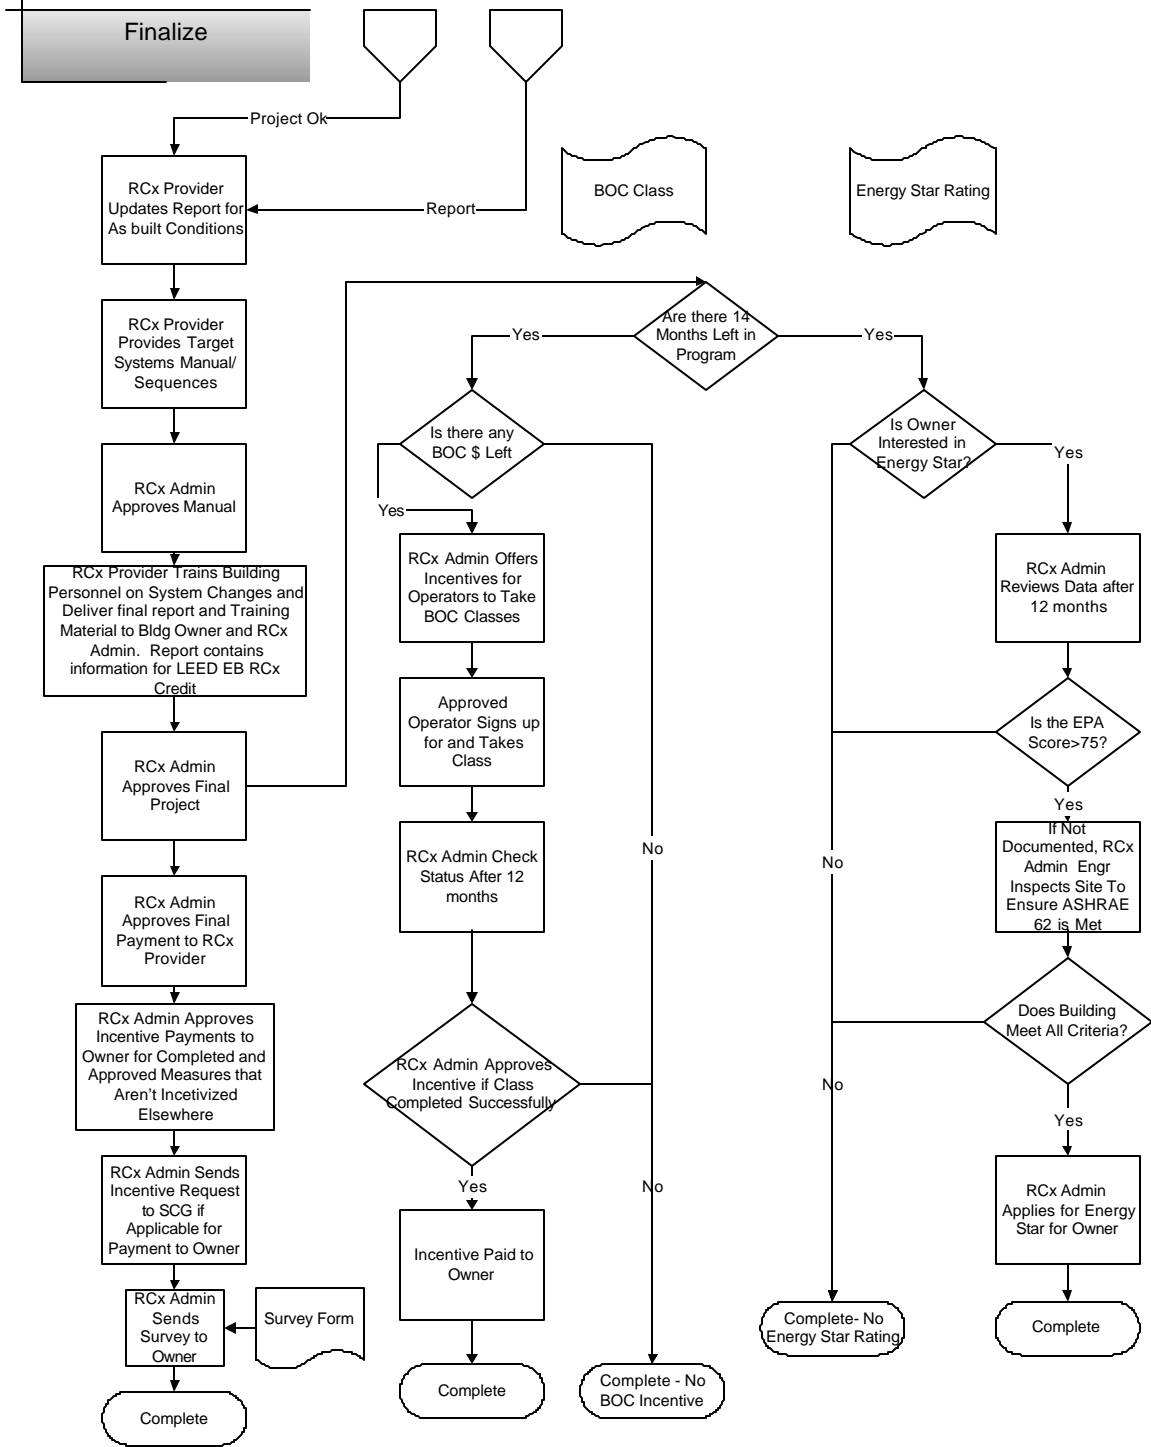 Finalize
Project Ok
RCx Provider
Updates Report for
As built Conditions
Report
BOC Class
Energy Star Rating
RCx Provider
Provides Target
Systems Manual/
Sequences
RCx Admin
Approves Manual
RCx Provider Trains Building
Personnel on System Changes and
Deliver final report and Training
Material to Bldg Owner and RCx
Admin.  Report contains
information for LEED EB RCx
Credit
RCx Admin
Approves Final
Project
RCx Admin
Approves Final
Payment to RCx
Provider
RCx Admin Approves
Incentive Payments to
Owner for Completed and
Approved Measures that
Aren't Incetivized
Elsewhere
RCx Admin Sends
Incentive Request
to SCG if
Applicable for
Payment to Owner
RCx Admin
Sends
Survey to
Owner
Survey Form
Complete
Are there 14
Months Left in
Program
Yes
Yes
Is there any
BOC $ Left
Yes
RCx Admin Offers
Incentives for
Operators to Take
BOC Classes
Approved
Operator Signs up
for and Takes
Class
RCx Admin Check
Status After 12
months
No
RCx Admin Approves
Incentive if Class
Completed Successfully
Yes
No
Incentive Paid to
Owner
Complete
Complete - No
BOC Incentive
Is Owner
Interested in
Energy Star?
Yes
RCx Admin
Reviews Data after
12 months
Is the EPA
Score>75?
Yes
If Not
Documented, RCx
Admin  Engr
Inspects Site To
Ensure ASHRAE
62 is Met
No
Does Building
Meet All Criteria?
No
Yes
RCx Admin
Applies for Energy
Star for Owner
Complete- No
Energy Star Rating
Complete